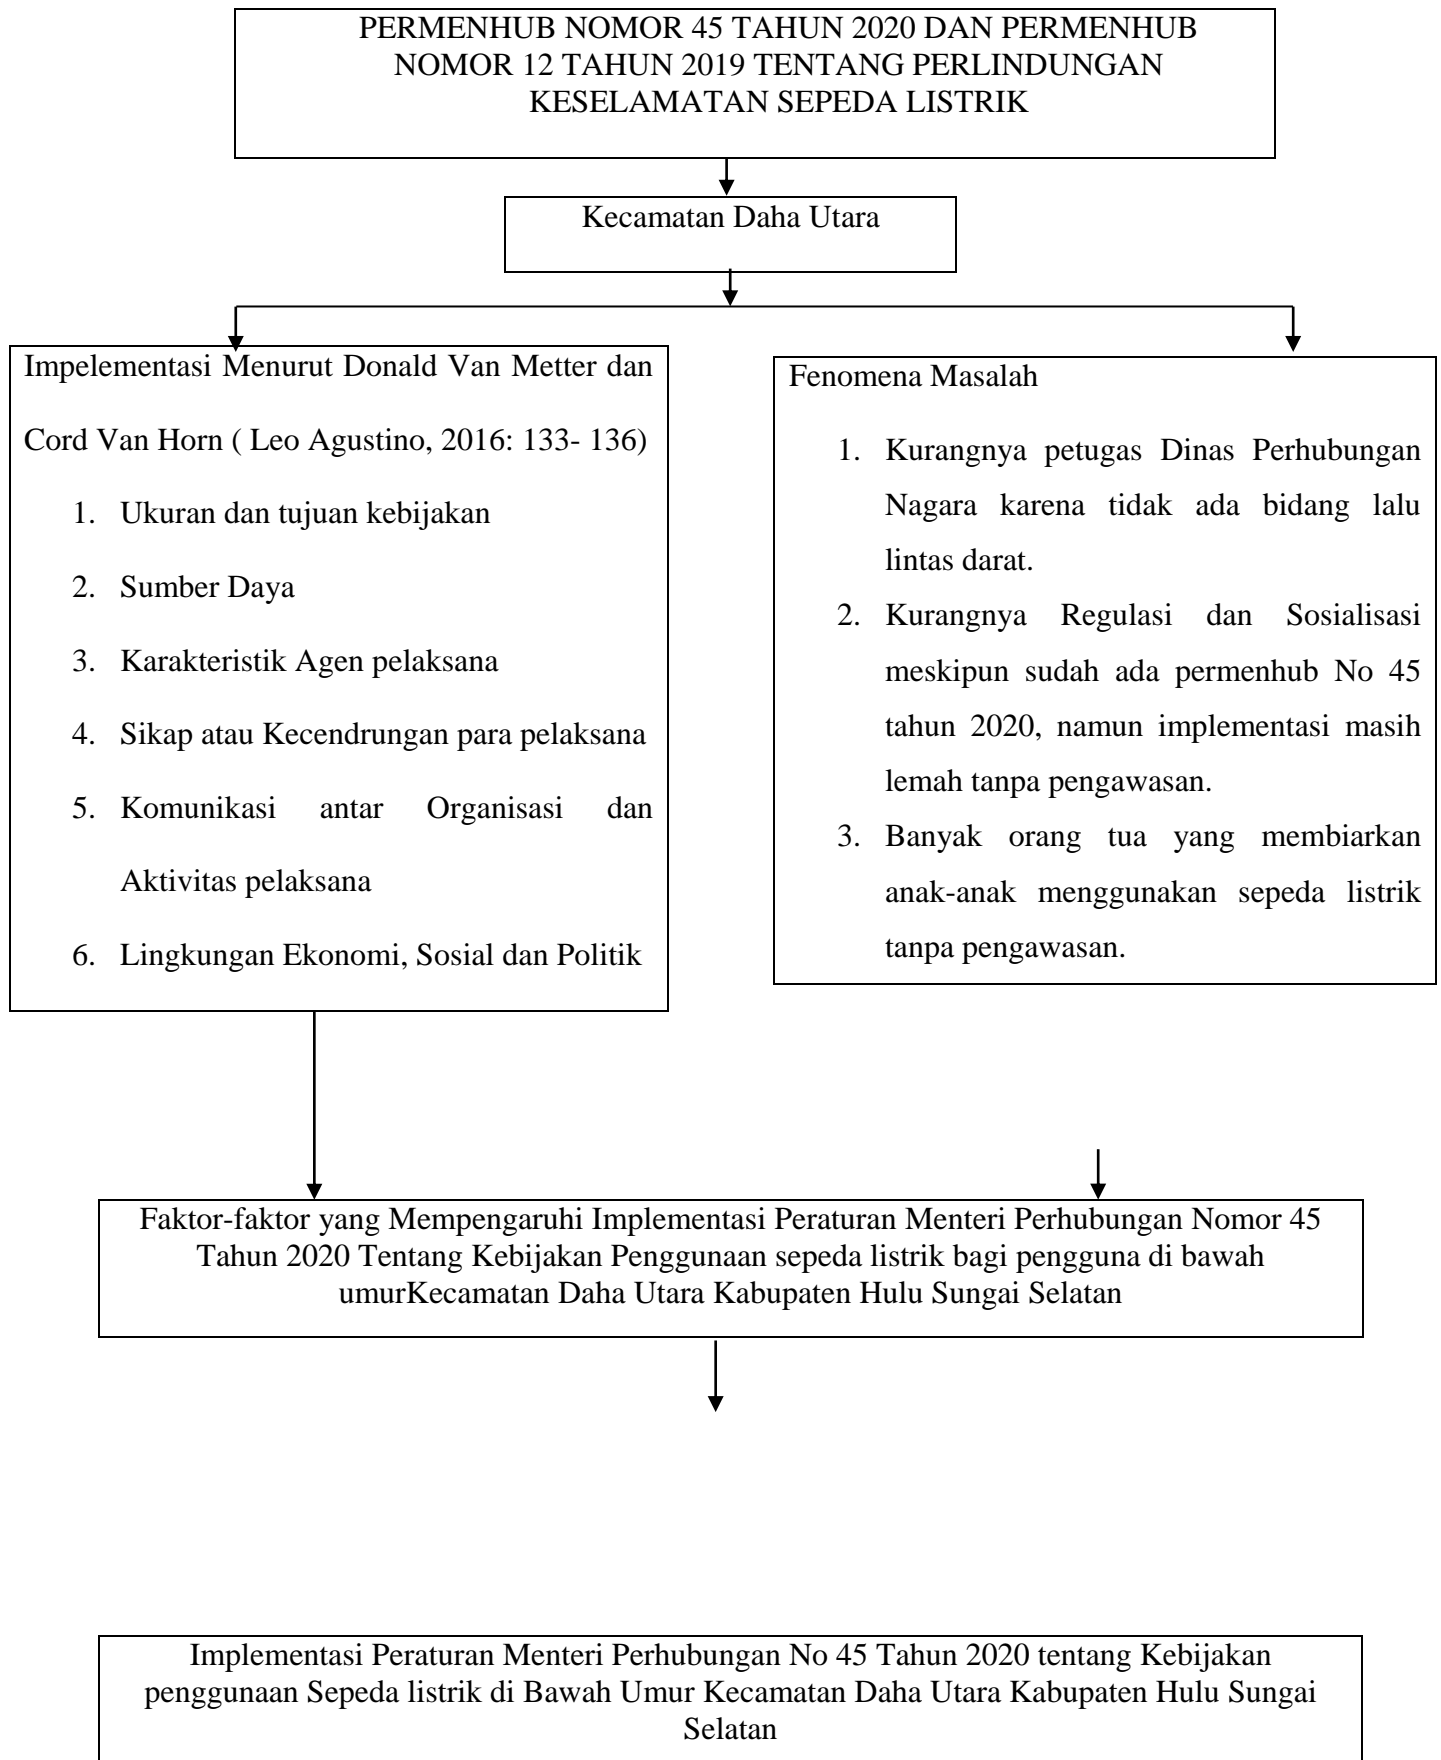 PERMENHUB NOMOR 45 TAHUN 2020 DAN PERMENHUB
NOMOR 12 TAHUN 2019 TENTANG PERLINDUNGAN
KESELAMATAN SEPEDA LISTRIK
Kecamatan Daha Utara
Impelementasi Menurut Donald Van Metter dan
Cord Van Horn ( Leo Agustino, 2016: 133- 136)
1. Ukuran dan tujuan kebijakan
2. Sumber Daya
3. Karakteristik Agen pelaksana
4. Sikap atau Kecendrungan para pelaksana
5. Komunikasi antar Organisasi dan
Aktivitas pelaksana
6. Lingkungan Ekonomi, Sosial dan Politik
Fenomena Masalah
1. Kurangnya petugas Dinas Perhubungan
Nagara karena tidak ada bidang lalu
lintas darat.
2. Kurangnya Regulasi dan Sosialisasi
meskipun sudah ada permenhub No 45
tahun 2020, namun implementasi masih
lemah tanpa pengawasan.
3. Banyak orang tua yang membiarkan
anak-anak menggunakan sepeda listrik
tanpa pengawasan.
Faktor-faktor yang Mempengaruhi Implementasi Peraturan Menteri Perhubungan Nomor 45
Tahun 2020 Tentang Kebijakan Penggunaan sepeda listrik bagi pengguna di bawah
umurKecamatan Daha Utara Kabupaten Hulu Sungai Selatan
Implementasi Peraturan Menteri Perhubungan No 45 Tahun 2020 tentang Kebijakan
penggunaan Sepeda listrik di Bawah Umur Kecamatan Daha Utara Kabupaten Hulu Sungai
Selatan